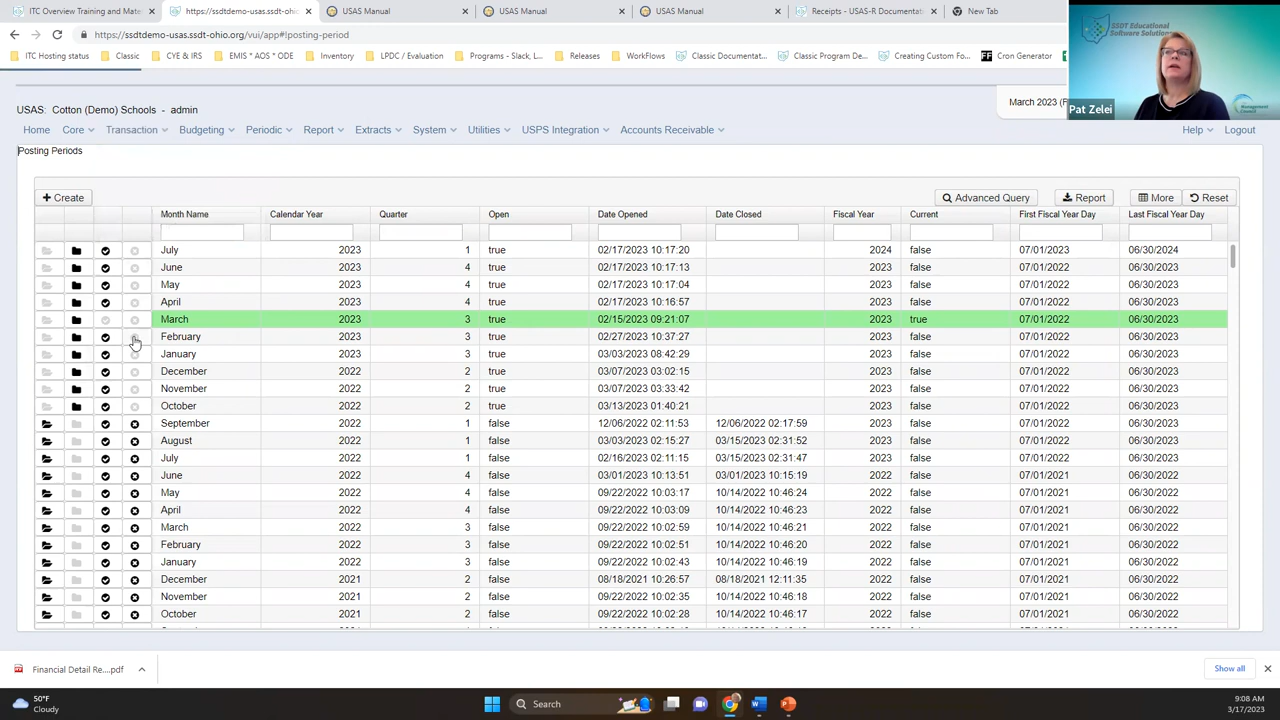 ITC Overview Training and Mate
https://ssdtdemo-usas.ssdt-ohi
USAS Manual
USAS Manual
USAS Manual
Receipts - USAS-R Documentat
New Tab
https://ssdtdemo-usas.ssdt-ohio.org/vui/app#!posting-period
ITC Hosting status
Classic
CYE & IRS
EMIS * AOS * ODE
Inventory
LPDC / Evaluation
Programs - Slack, L...
Releases
WorkFlows
Classic Documentat...
Classic Program De...
Creating Custom Fo...
Cron Generator
SSDT Educational
Software Solutions
Management
Council
Pat Zelei
USAS: Cotton (Demo) Schools - admin
March 2023 (F
Home Core Transaction Budgeting Periodic Report Extracts System Utilities USPS Integration Accounts Receivable Help Logout
Posting Periods
Create Advanced Query Report More Reset
Month Name Calendar Year Quarter Open Date Opened Date Closed Fiscal Year Current First Fiscal Year Day Last Fiscal Year Day
July 2023 1 true 02/17/2023 10:17:20 2024 false 07/01/2023 06/30/2024
June 2023 4 true 02/17/2023 10:17:13 2023 false 07/01/2022 06/30/2023
May 2023 4 true 02/17/2023 10:17:04 2023 false 07/01/2022 06/30/2023
April 2023 4 true 02/17/2023 10:16:57 2023 false 07/01/2022 06/30/2023
March 2023 3 true 02/15/2023 09:21:07 2023 true 07/01/2022 06/30/2023
February 2023 3 true 02/27/2023 10:37:27 2023 false 07/01/2022 06/30/2023
January 2023 3 true 03/03/2023 08:42:29 2023 false 07/01/2022 06/30/2023
December 2022 2 true 03/07/2023 03:02:15 2023 false 07/01/2022 06/30/2023
November 2022 2 true 03/07/2023 03:33:42 2023 false 07/01/2022 06/30/2023
October 2022 2 true 03/13/2023 01:40:21 2023 false 07/01/2022 06/30/2023
September 2022 1 false 12/06/2022 02:11:53 12/06/2022 02:17:59 2023 false 07/01/2022 06/30/2023
August 2022 1 false 03/03/2023 02:15:27 03/15/2023 02:31:52 2023 false 07/01/2022 06/30/2023
July 2022 1 false 02/16/2023 02:11:15 03/15/2023 02:31:47 2023 false 07/01/2022 06/30/2023
June 2022 4 false 03/01/2023 10:13:51 03/01/2023 10:15:19 2022 false 07/01/2021 06/30/2022
May 2022 4 false 09/22/2022 10:03:17 10/14/2022 10:46:24 2022 false 07/01/2021 06/30/2022
April 2022 4 false 09/22/2022 10:03:09 10/14/2022 10:46:23 2022 false 07/01/2021 06/30/2022
March 2022 3 false 09/22/2022 10:02:59 10/14/2022 10:46:21 2022 false 07/01/2021 06/30/2022
February 2022 3 false 09/22/2022 10:02:51 10/14/2022 10:46:20 2022 false 07/01/2021 06/30/2022
January 2022 3 false 09/22/2022 10:02:43 10/14/2022 10:46:19 2022 false 07/01/2021 06/30/2022
December 2021 2 false 08/18/2021 10:26:57 08/18/2021 12:11:35 2022 false 07/01/2021 06/30/2022
November 2021 2 false 09/22/2022 10:02:35 10/14/2022 10:46:18 2022 false 07/01/2021 06/30/2022
October 2021 2 false 09/22/2022 10:02:28 10/14/2022 10:46:17 2022 false 07/01/2021 06/30/2022
Financial Detail Re....pdf
Show all
50°F
Cloudy
Search
9:08 AM
3/17/2023